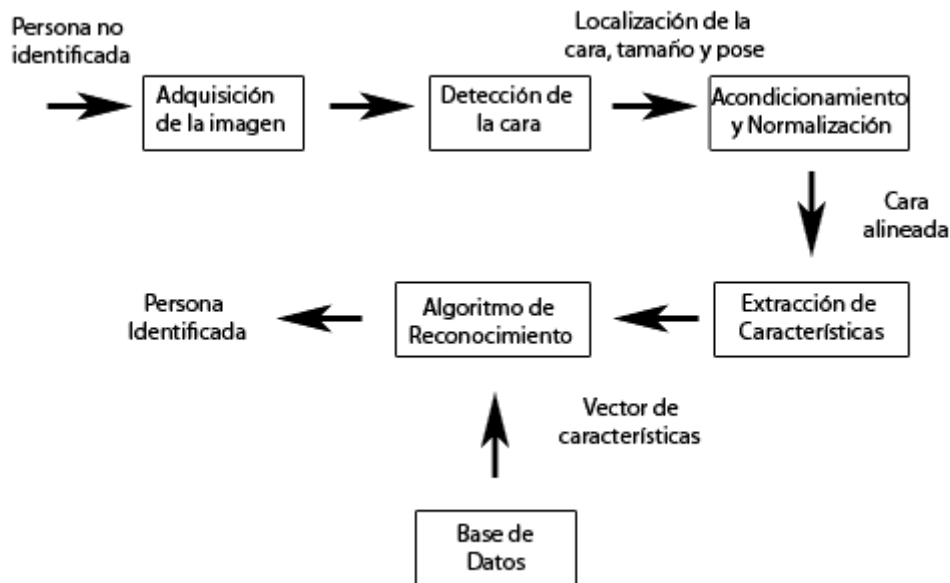 Persona no
identificada
Localización de la
cara, tamaño y pose
Adquisición
de la imagen
Detección de
la cara
Acondicionamiento
y Normalización
Cara
alineada
Persona
Identificada
Algoritmo de
Reconocimiento
Extracción de
Características
Vector de
características
Base de
Datos